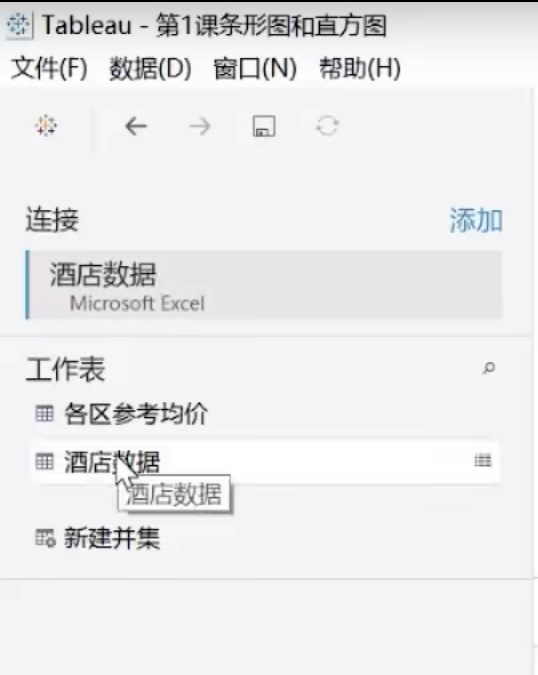 Tableau - 第1课条形图和直方图
文件(F) 数据(D) 窗口(N) 帮助(H)
连接 添加
酒店数据
Microsoft Excel
工作表
各区参考均价
酒店数据
酒店数据
新建并集